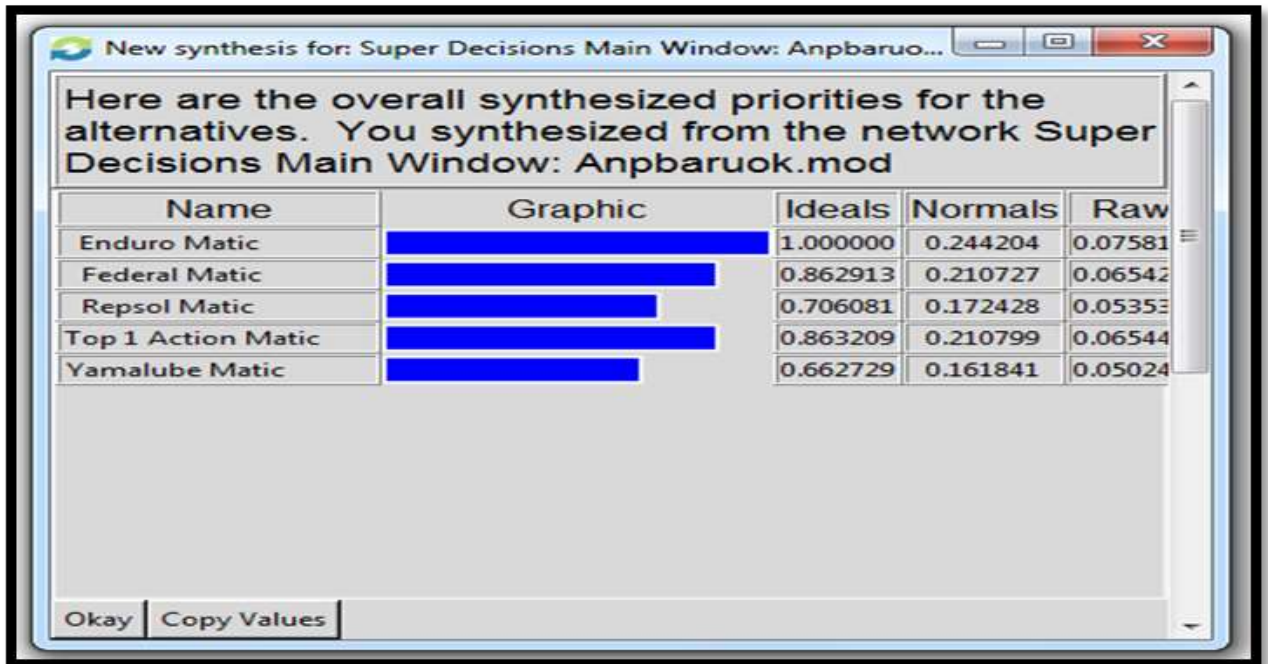 New synthesis for: Super Decisions Main Window: Anpbaruo...
Here are the overall synthesized priorities for the
alternatives. You synthesized from the network Super
Decisions Main Window: Anpbaruok.mod
Name Graphic Ideals Normals Raw
Enduro Matic 1.000000 0.244204 0.07581
Federal Matic 0.862913 0.210727 0.06542
Repsol Matic 0.706081 0.172428 0.05353
Top 1 Action Matic 0.863209 0.210799 0.06544
Yamalube Matic 0.662729 0.161841 0.05024
Okay Copy Values